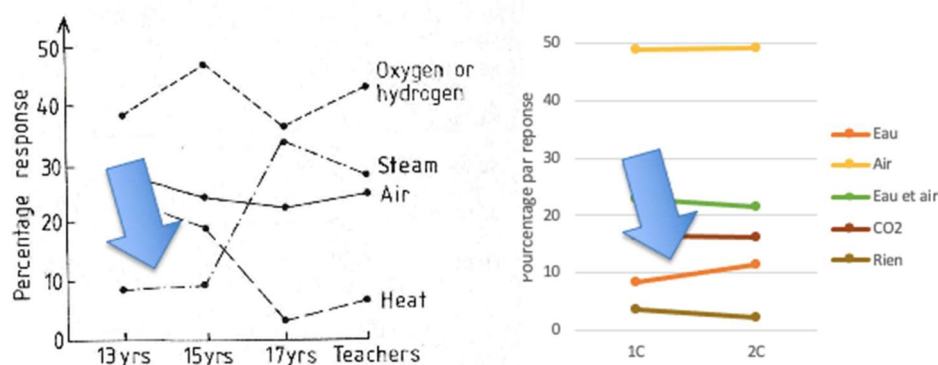 Percentage response
50
40
30
20
10
0
13 yrs
15 yrs
17 yrs
Teachers
Oxygen or
hydrogen
Steam
Air
Heat
Pourcentage par reponse
50
40
30
20
10
0
1C
2C
Eau
Air
Eau et air
CO2
Rien